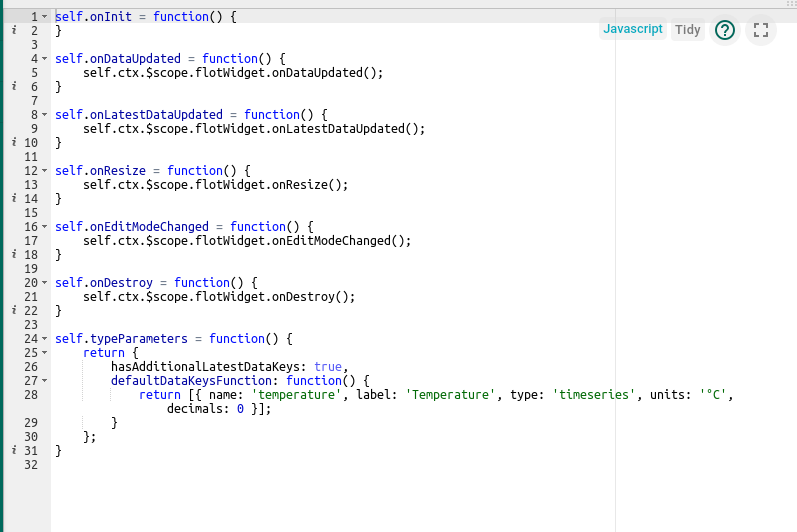 Javascript Tidy ?
1 self.onInit = function() {
i 2 }
3
4 self.onDataUpdated = function() {
5     self.ctx.$scope.flotWidget.onDataUpdated();
i 6 }
7
8 self.onLatestDataUpdated = function() {
9     self.ctx.$scope.flotWidget.onLatestDataUpdated();
i 10 }
11
12 self.onResize = function() {
13     self.ctx.$scope.flotWidget.onResize();
i 14 }
15
16 self.onEditModeChanged = function() {
17     self.ctx.$scope.flotWidget.onEditModeChanged();
i 18 }
19
20 self.onDestroy = function() {
21     self.ctx.$scope.flotWidget.onDestroy();
i 22 }
23
24 self.typeParameters = function() {
25     return {
26         hasAdditionalLatestDataKeys: true,
27         defaultDataKeysFunction: function() {
28             return [{ name: 'temperature', label: 'Temperature', type: 'timeseries', units: '°C',
                decimals: 0 }];
29         }
30     };
i 31 }
32